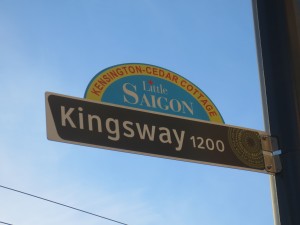 KENSINGTON-CEDAR COTTAGE
Little
SAIGON
Kingsway 1200